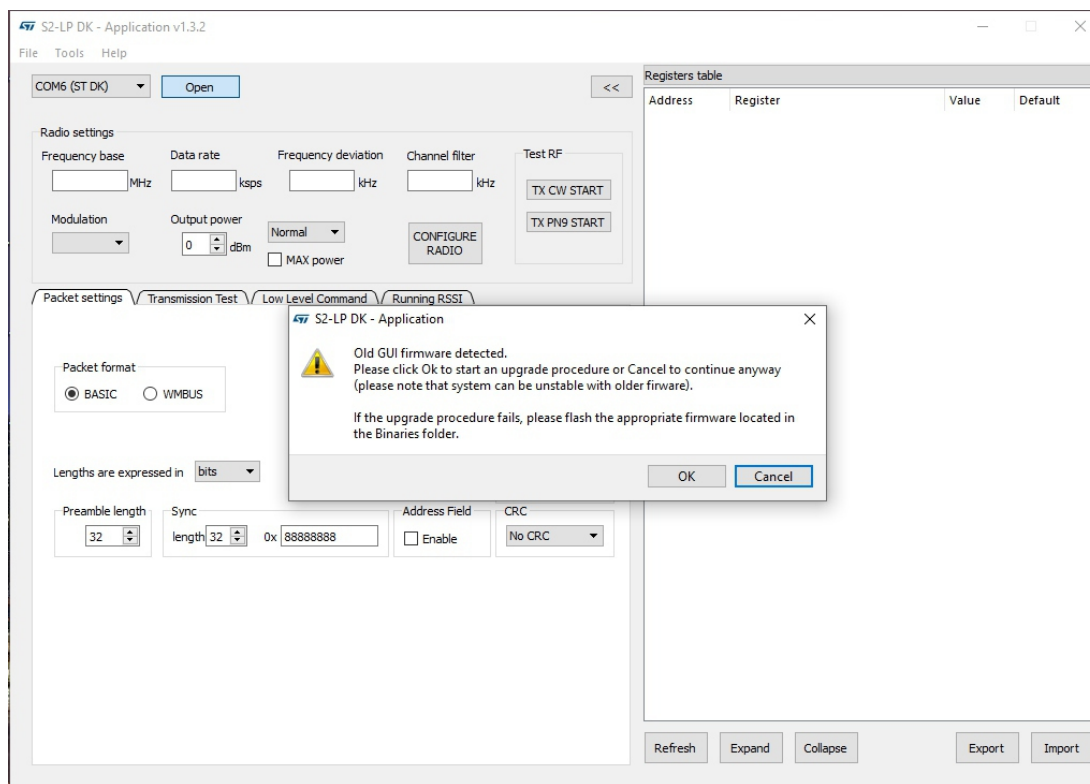 S2-LP DK - Application v1.3.2
File Tools Help
COM6 (ST DK) Open <<
Radio settings
Frequency base Data rate Frequency deviation Channel filter
MHz ksps kHz kHz
Modulation Output power
0 dBm Normal
MAX power
CONFIGURE
RADIO
Test RF
TX CW START
TX PN9 START
Packet settings Transmission Test Low Level Command Running RSSI
Packet format
BASIC WMBUS
Lengths are expressed in bits
Preamble length Sync Address Field CRC
32 length 32 0x 88888888 Enable No CRC
S2-LP DK - Application
Old GUI firmware detected.
Please click Ok to start an upgrade procedure or Cancel to continue anyway
(please note that system can be unstable with older firware).
If the upgrade procedure fails, please flash the appropriate firmware located in
the Binaries folder.
OK Cancel
Registers table
Address Register Value Default
Refresh Expand Collapse Export Import